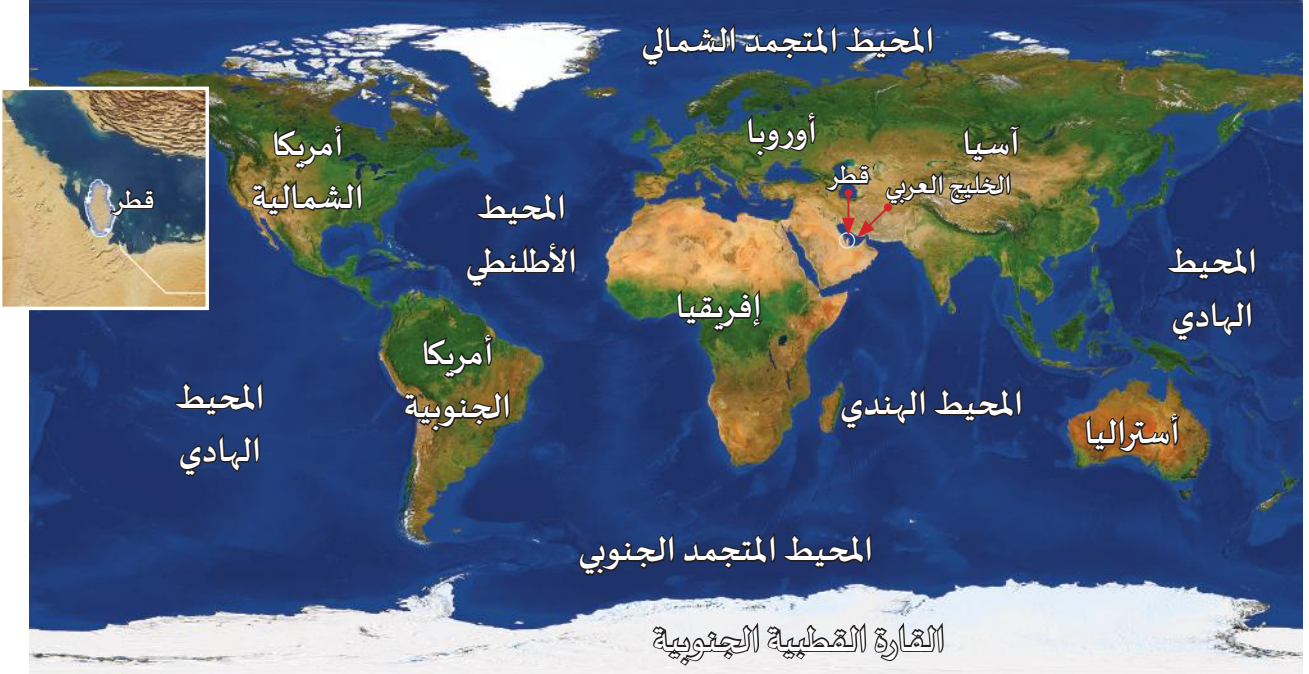 المحيط المتجمد الشمالي
أوروبا
آسيا
أمريكا
الشمالية
قطر
الخليج العربي
قطر
المحيط
الأطلنطي
المحيط
الهادي
إفريقيا
أمريكا
الجنوبية
المحيط
الهادي
المحيط الهندي
أستراليا
المحيط المتجمد الجنوبي
القارة القطبية الجنوبية